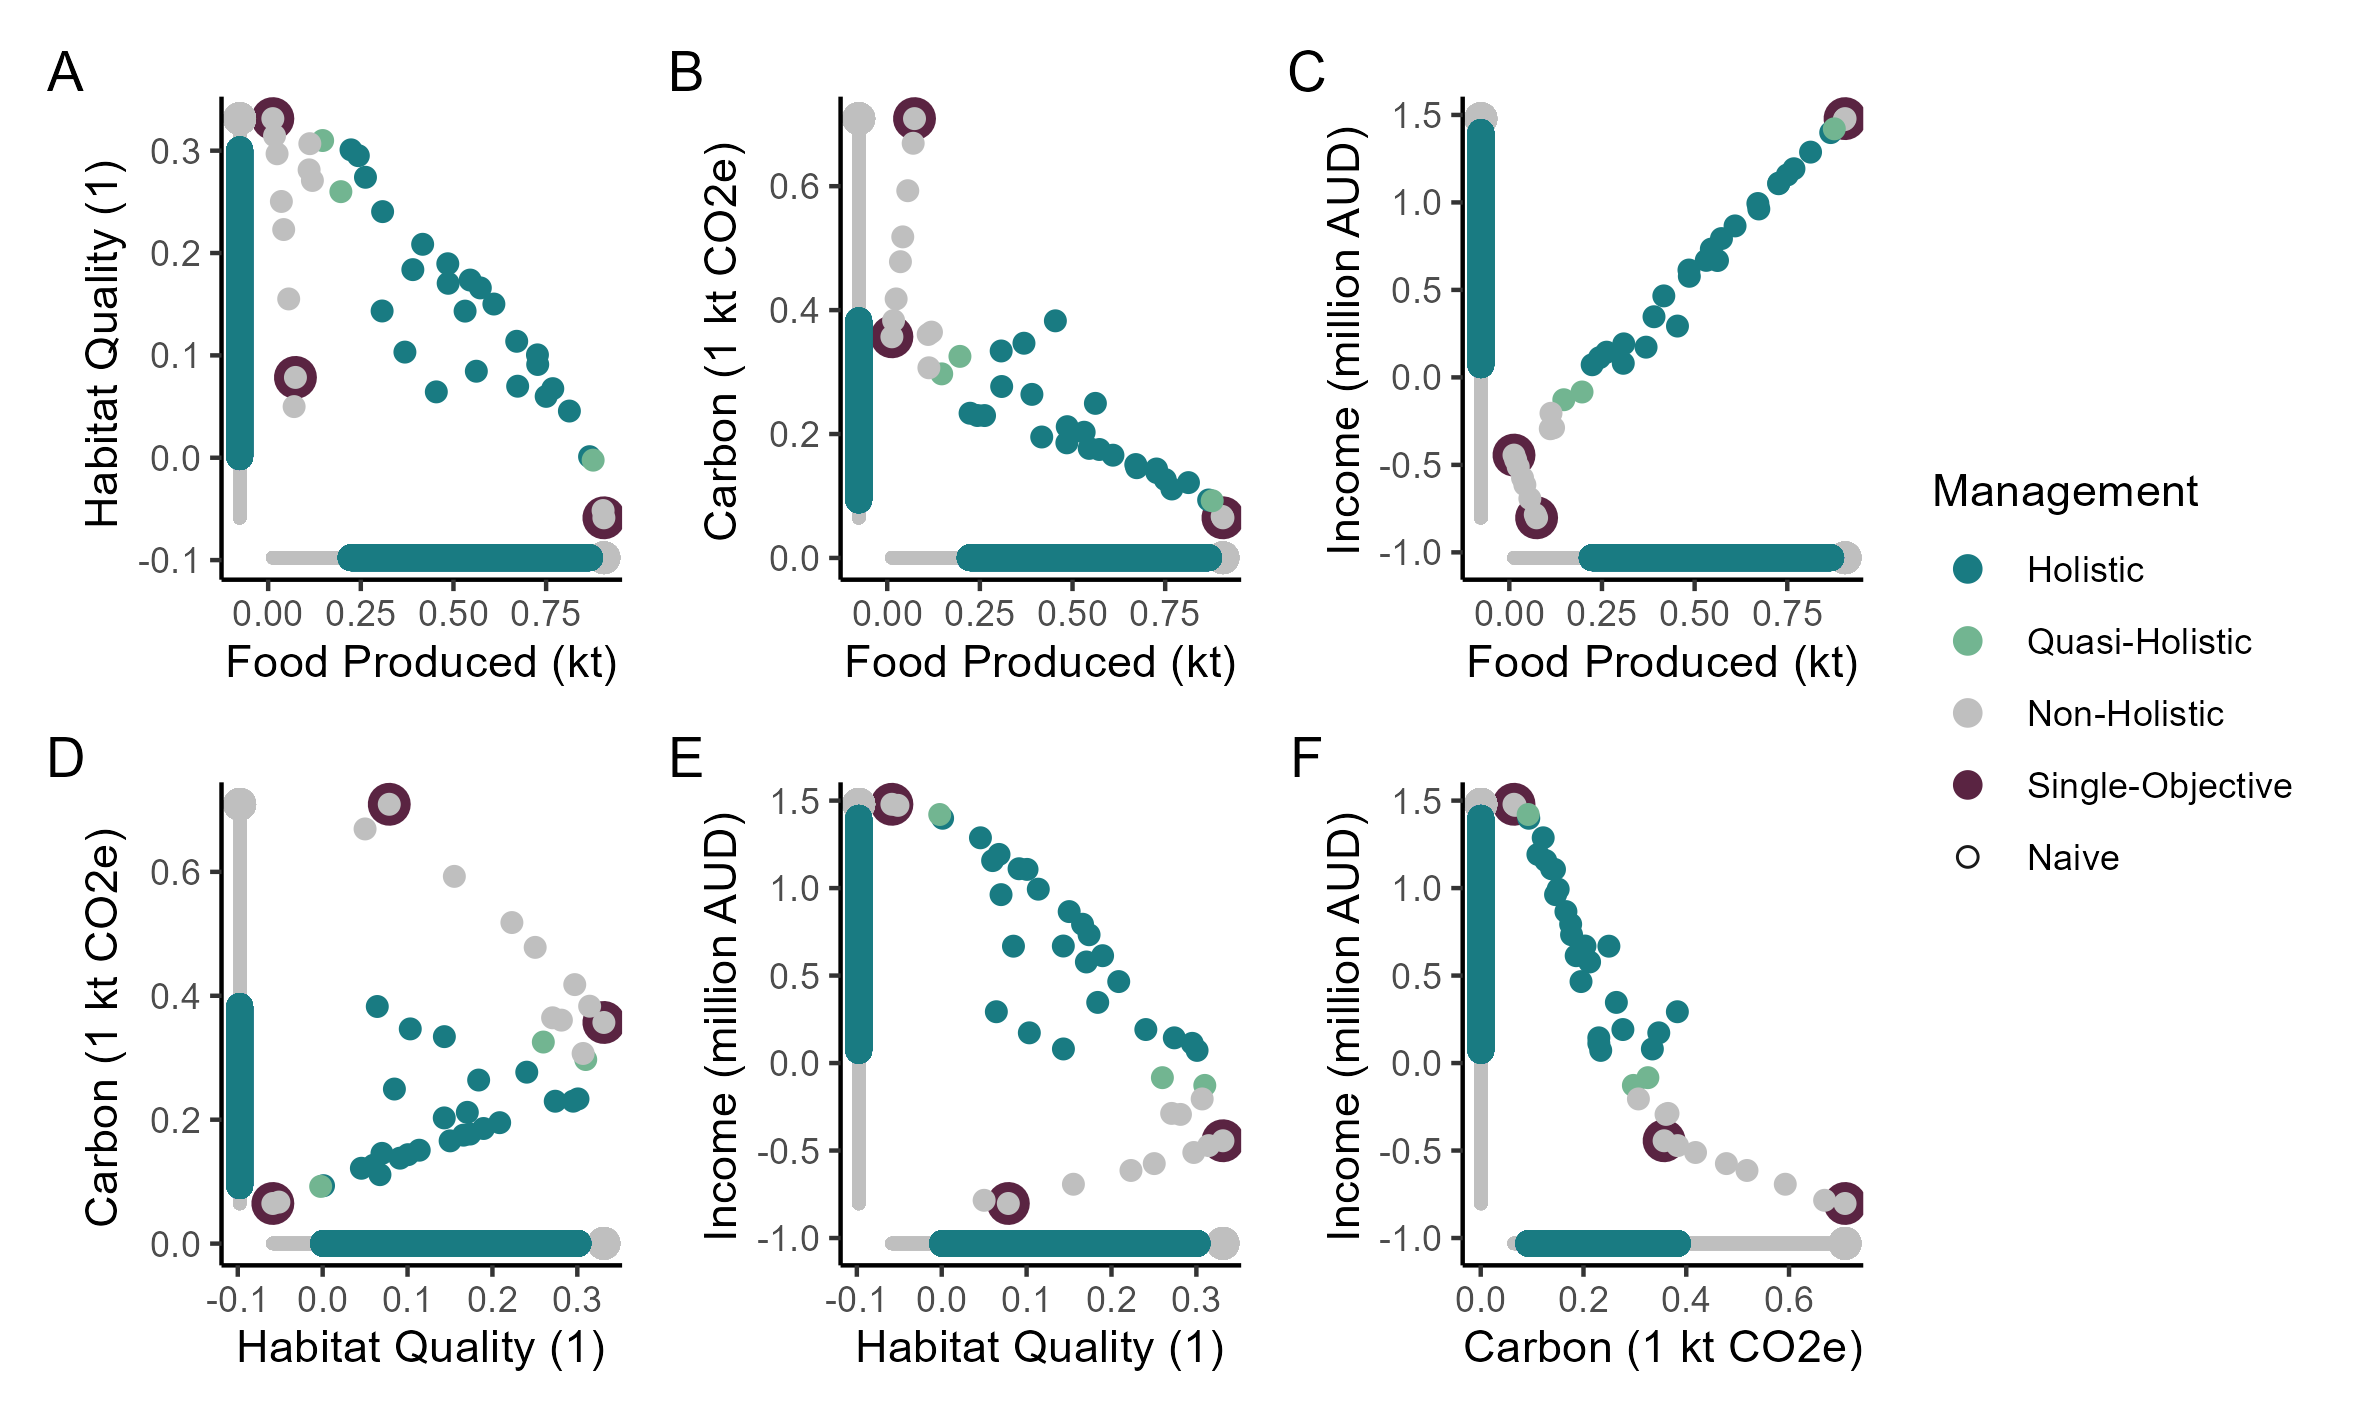 A
B
C
Habitat Quality (1)
0.3
0.2
0.1
0.0
-0.1
0.00 0.25 0.50 0.75
Food Produced (kt)
Carbon (1 kt CO2e)
0.6
0.4
0.2
0.0
0.00 0.25 0.50 0.75
Food Produced (kt)
Income (million AUD)
1.5
1.0
0.5
0.0
-0.5
-1.0
0.00 0.25 0.50 0.75
Food Produced (kt)
Management
Holistic
Quasi-Holistic
Non-Holistic
Single-Objective
Naive
D
E
F
Carbon (1 kt CO2e)
0.6
0.4
0.2
0.0
-0.1 0.0 0.1 0.2 0.3
Habitat Quality (1)
Income (million AUD)
1.5
1.0
0.5
0.0
-0.5
-1.0
-0.1 0.0 0.1 0.2 0.3
Habitat Quality (1)
Income (million AUD)
1.5
1.0
0.5
0.0
-0.5
-1.0
0.0 0.2 0.4 0.6
Carbon (1 kt CO2e)